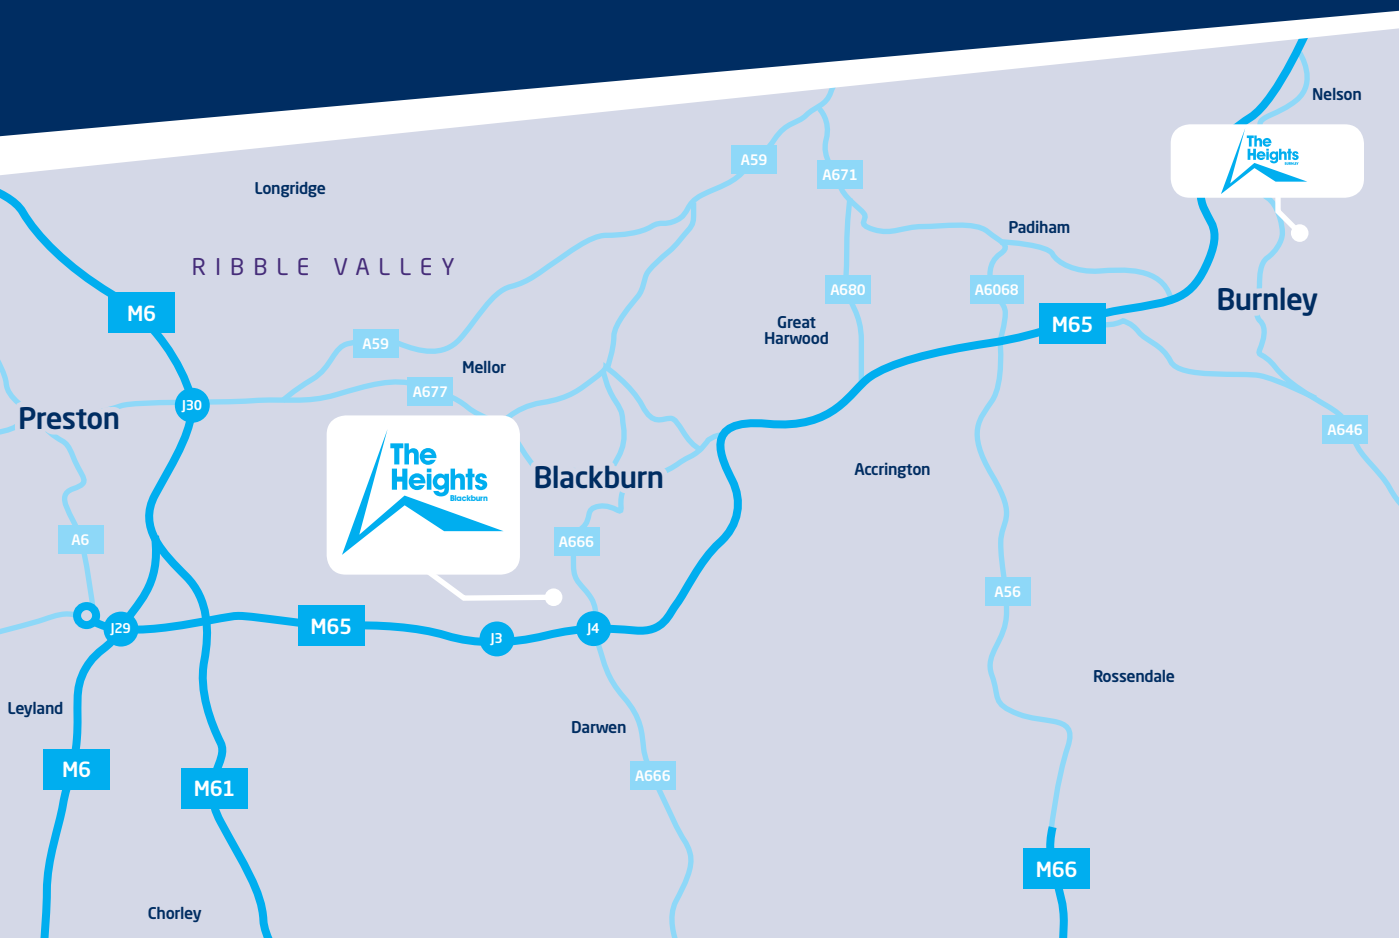 Nelson
The
Heights
BURNLEY
A59
A671
Longridge
Padiham
RIBBLE VALLEY
A680
A6068
Burnley
M6
M65
Great
Harwood
A59
Mellor
A677
J30
Preston
A646
The
Heights
Blackburn
Blackburn
Accrington
A6
A666
A56
J29
M65
J3
J4
Rossendale
Leyland
Darwen
M6
A666
M61
M66
Chorley